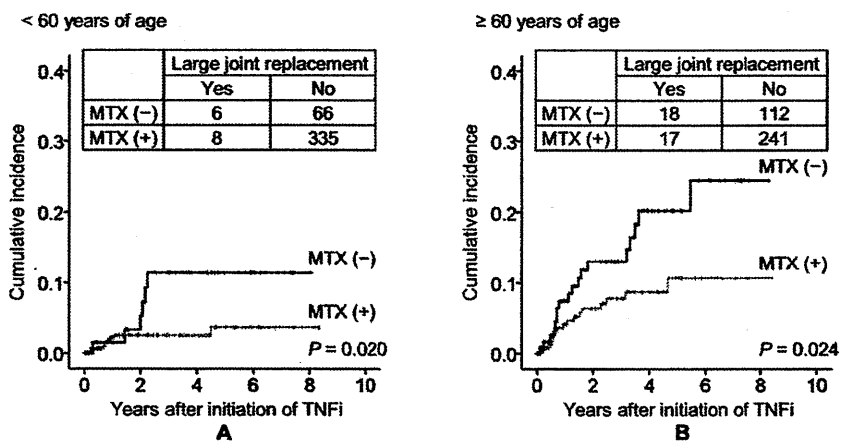 < 60 years of age
Large joint replacement
Yes No
MTX (−) 6 66
MTX (+) 8 335
0.4
0.3
0.2
0.1
0.0
Cumulative incidence
MTX (−)
MTX (+)
P = 0.020
0 2 4 6 8 10
Years after initiation of TNFi
A
≥ 60 years of age
Large joint replacement
Yes No
MTX (−) 18 112
MTX (+) 17 241
0.4
0.3
0.2
0.1
0.0
Cumulative incidence
MTX (−)
MTX (+)
P = 0.024
0 2 4 6 8 10
Years after initiation of TNFi
B